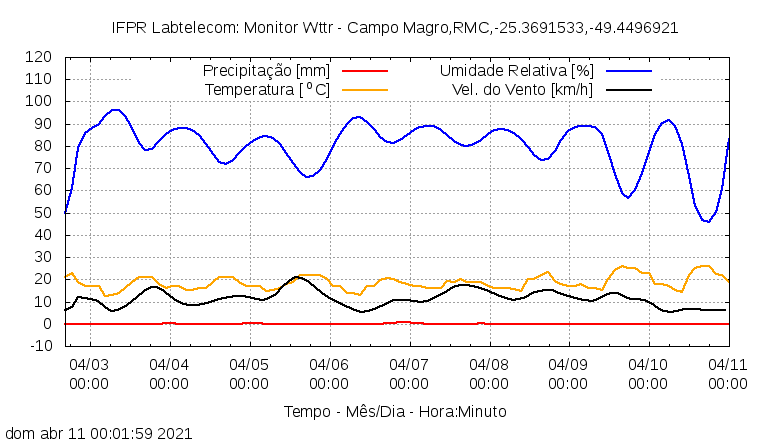 IFPR Labtelecom: Monitor Wttr - Campo Magro,RMC,-25.3691533,-49.4496921
Precipitação [mm]
Temperatura [ ⁰C]
Umidade Relativa [%]
Vel. do Vento [km/h]
120
110
100
90
80
70
60
50
40
30
20
10
0
-10
04/03 04/04 04/05 04/06 04/07 04/08 04/09 04/10 04/11
00:00 00:00 00:00 00:00 00:00 00:00 00:00 00:00 00:00
Tempo - Mês/Dia - Hora:Minuto
dom abr 11 00:01:59 2021